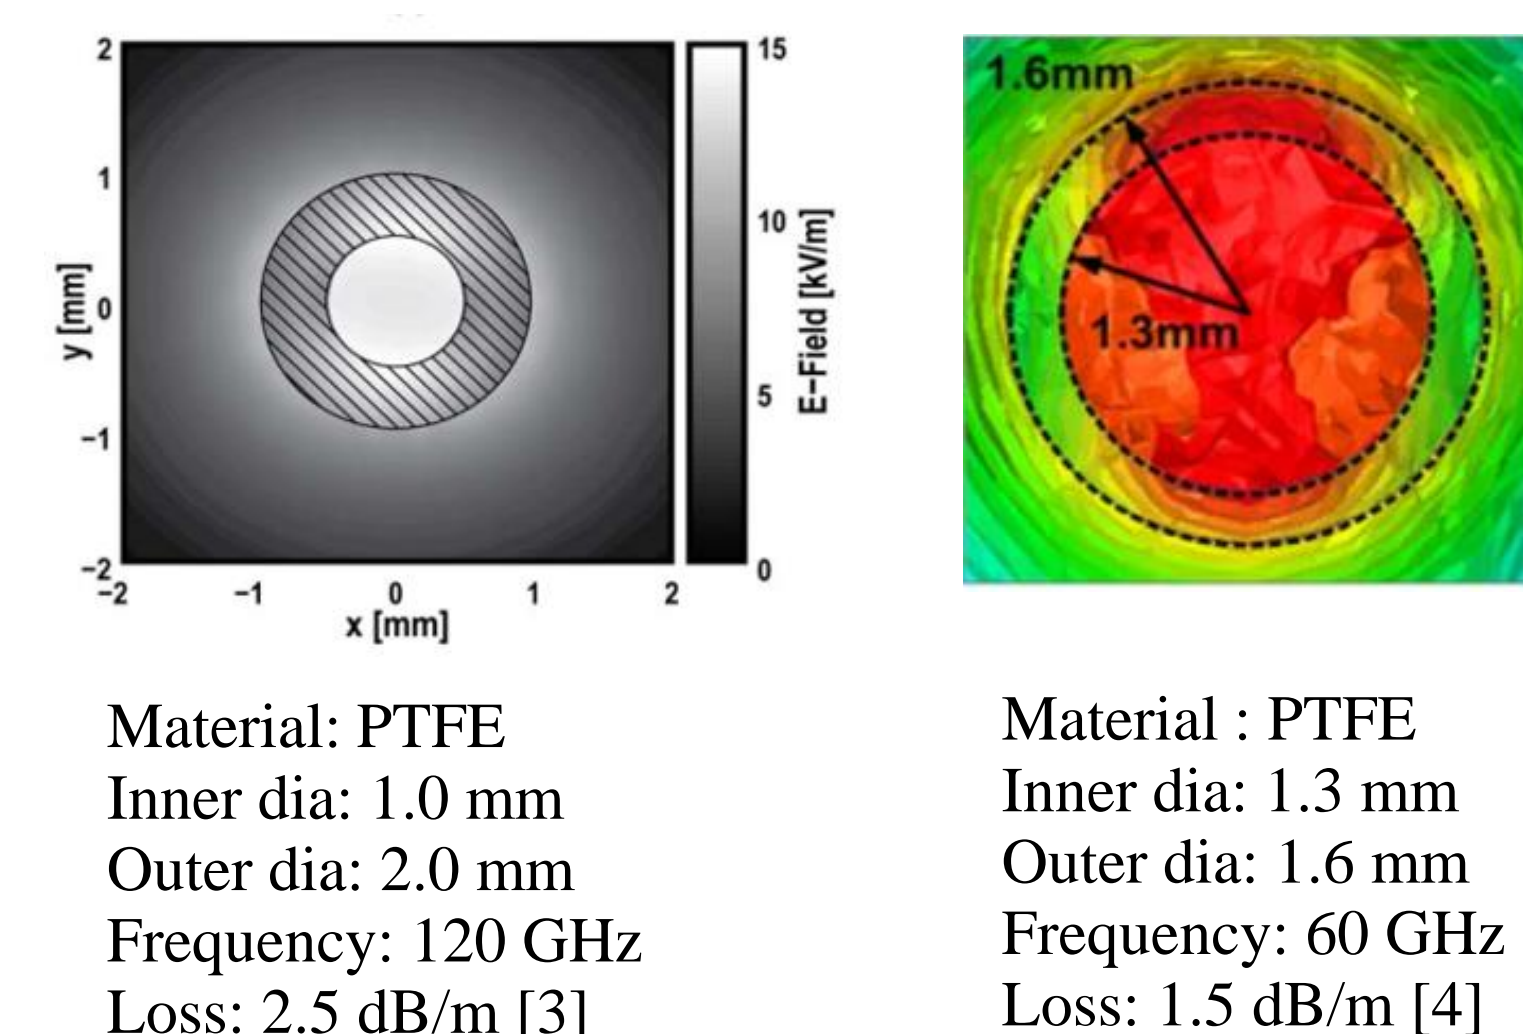 2
1
0
−1
−2
y [mm]
−2
−1
0
1
2
x [mm]
15
10
5
0
E−Field [kV/m]
1.6mm
1.3mm
Material: PTFE
Inner dia: 1.0 mm
Outer dia: 2.0 mm
Frequency: 120 GHz
Loss: 2.5 dB/m [3]
Material : PTFE
Inner dia: 1.3 mm
Outer dia: 1.6 mm
Frequency: 60 GHz
Loss: 1.5 dB/m [4]